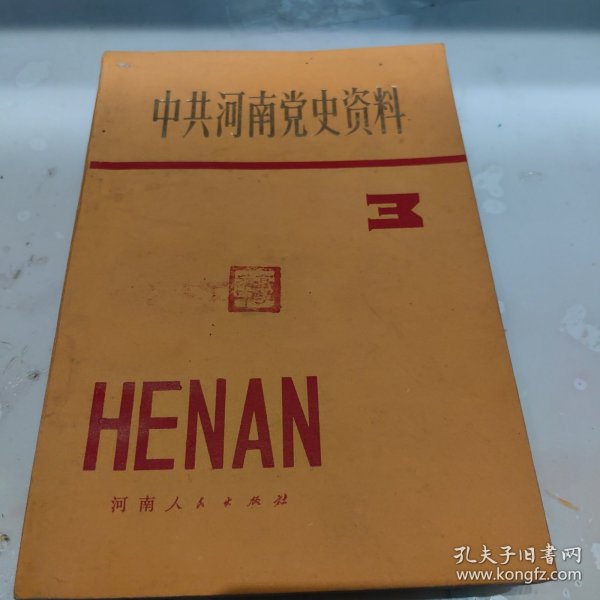 中共河南党史资料
3
HENAN
河南人民出版社
孔夫子旧书网
www.kongfz.com